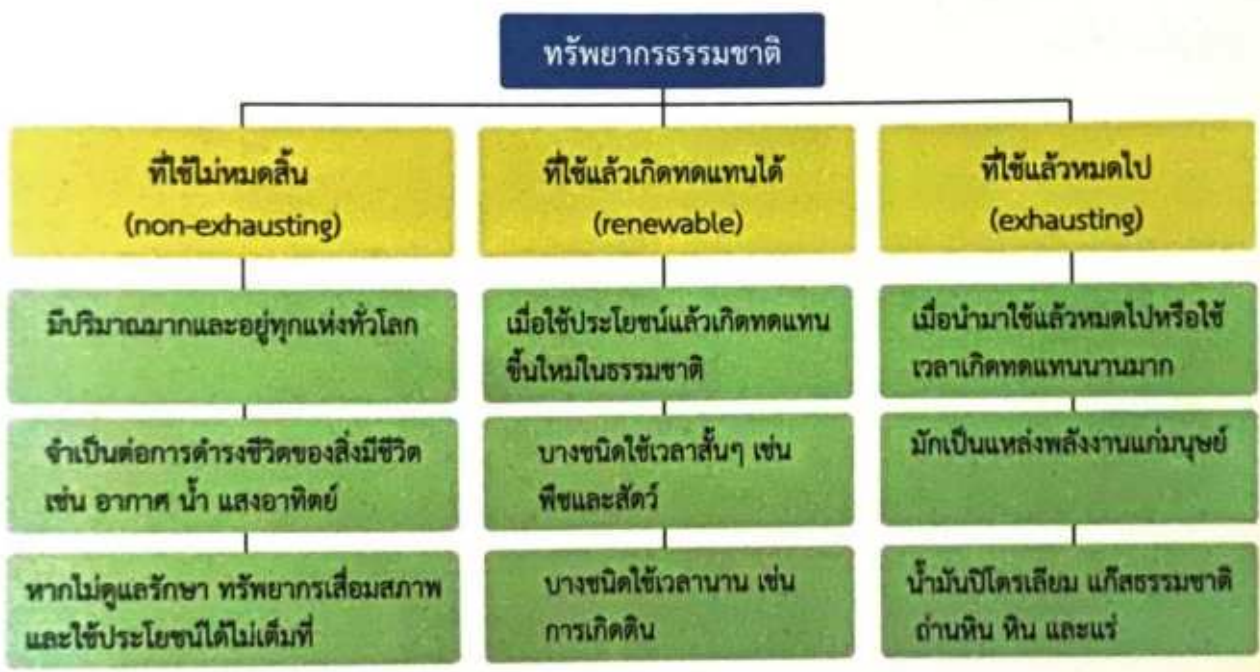 ทรัพยากรธรรมชาติ
ที่ใช้ไม่หมดสิ้น
(non-exhausting)
มีปริมาณมากและอยู่ทุกแห่งทั่วโลก
จำเป็นต่อการดำรงชีวิตของสิ่งมีชีวิต
เช่น อากาศ น้ำ แสงอาทิตย์
หากไม่ดูแลรักษา ทรัพยากรเสื่อมสภาพ
และใช้ประโยชน์ได้ไม่เต็มที่
ที่ใช้แล้วเกิดทดแทนได้
(renewable)
เมื่อใช้ประโยชน์แล้วเกิดทดแทน
ขึ้นใหม่ในธรรมชาติ
บางชนิดใช้เวลาสั้นๆ เช่น
พืชและสัตว์
บางชนิดใช้เวลานาน เช่น
การเกิดดิน
ที่ใช้แล้วหมดไป
(exhausting)
เมื่อนำมาใช้แล้วหมดไปหรือใช้
เวลาเกิดทดแทนนานมาก
มักเป็นแหล่งพลังงานแก่มนุษย์
น้ำมันปิโตรเลียม แก๊สธรรมชาติ
ถ่านหิน หิน และแร่